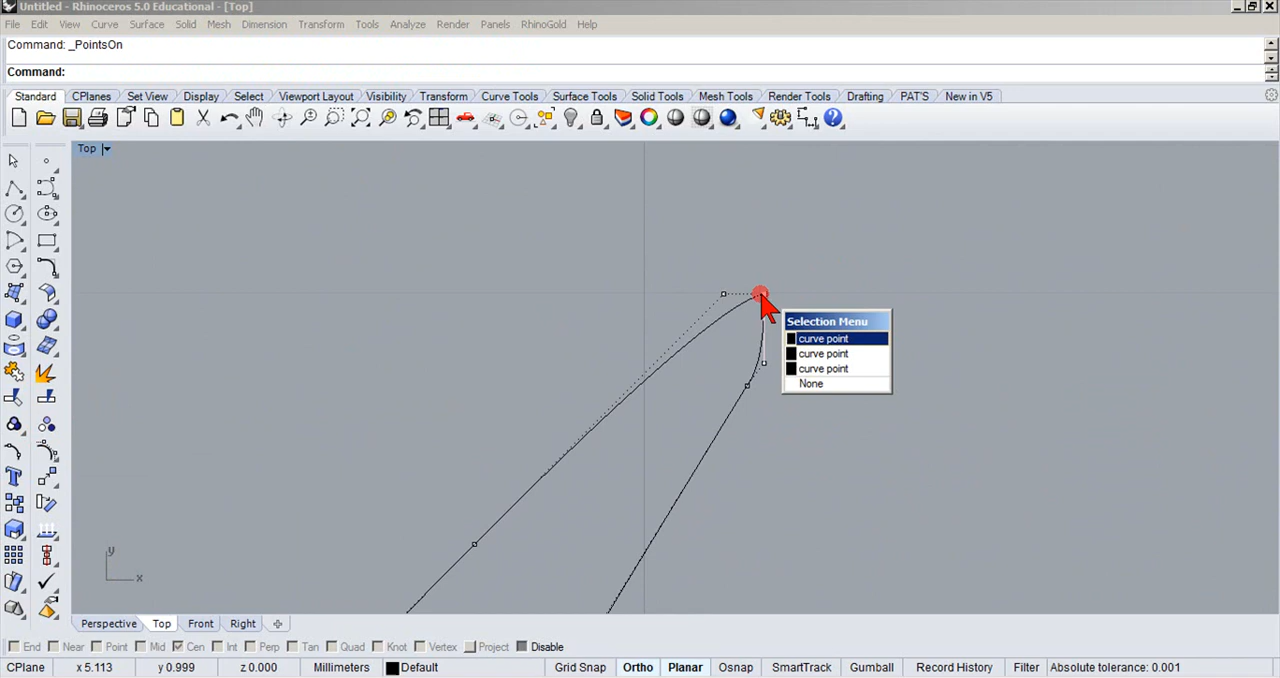 Untitled - Rhinoceros 5.0 Educational - [Top]
File Edit View Curve Surface Solid Mesh Dimension Transform Tools Analyze Render Panels RhinoGold Help
Command: _PointsOn
Command:
Standard CPlanes Set View Display Select Viewport Layout Visibility Transform Curve Tools Surface Tools Solid Tools Mesh Tools Render Tools Drafting PAT'S New in V5
Top
Selection Menu
curve point
curve point
curve point
None
y
x
Perspective Top Front Right
End Near Point Mid Cen Int Perp Tan Quad Knot Vertex Project Disable
CPlane x 5.113 y 0.999 z 0.000 Millimeters Default Grid Snap Ortho Planar Osnap SmartTrack Gumball Record History Filter Absolute tolerance: 0.001